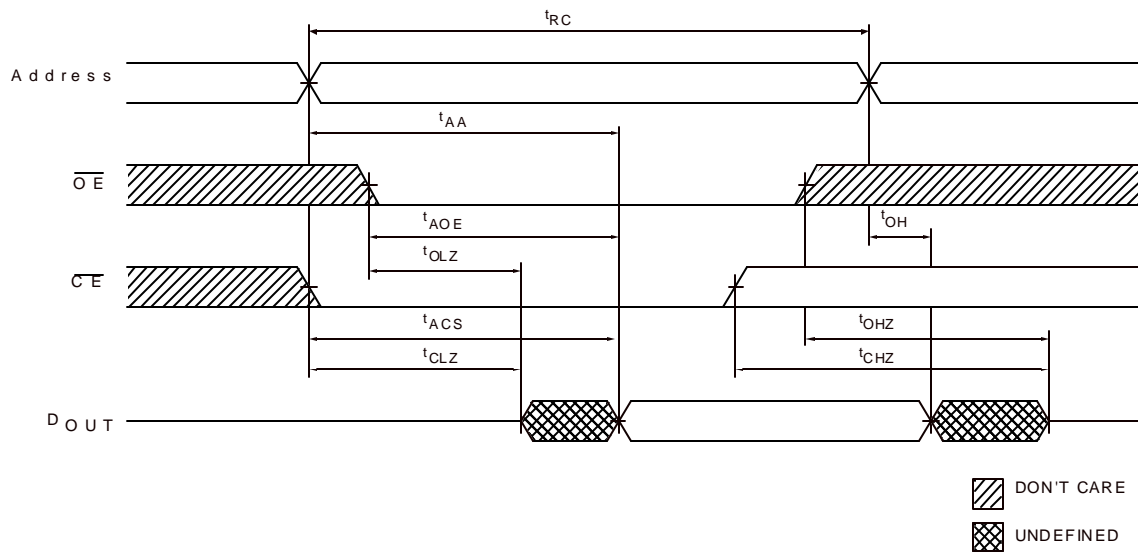 tRC
Address
tAA
OE
tAOE
tOH
tOLZ
CE
tACS
tOHZ
tCLZ
tCHZ
DOUT
DON'T CARE
UNDEFINED